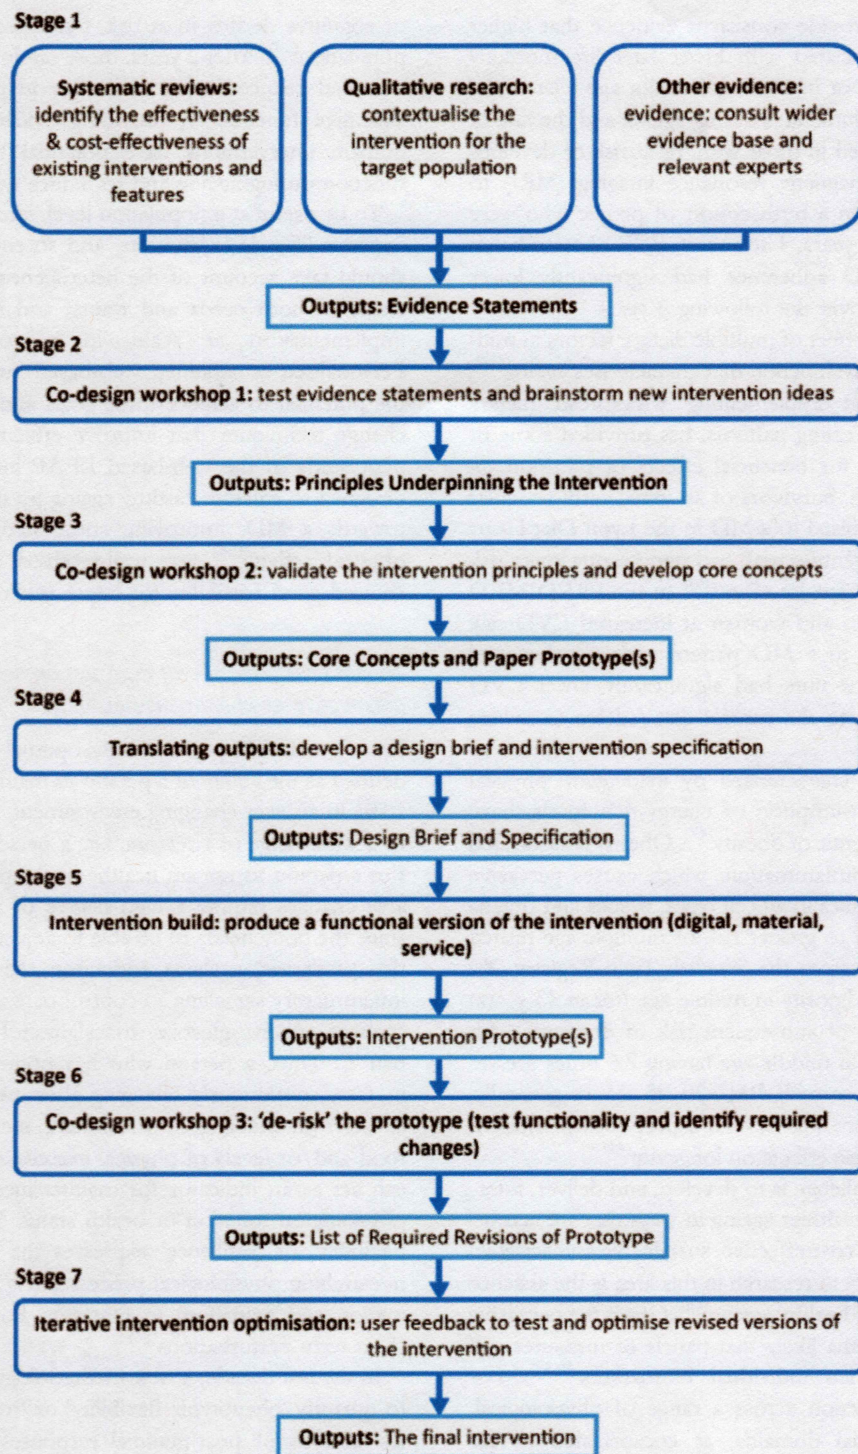 Stage 1
Systematic reviews:
identify the effectiveness
& cost-effectiveness of
existing interventions and
features
Qualitative research:
contextualise the
intervention for the
target population
Other evidence:
evidence: consult wider
evidence base and
relevant experts
Outputs: Evidence Statements
Stage 2
Co-design workshop 1: test evidence statements and brainstorm new intervention ideas
Outputs: Principles Underpinning the Intervention
Stage 3
Co-design workshop 2: validate the intervention principles and develop core concepts
Outputs: Core Concepts and Paper Prototype(s)
Stage 4
Translating outputs: develop a design brief and intervention specification
Outputs: Design Brief and Specification
Stage 5
Intervention build: produce a functional version of the intervention (digital, material,
service)
Outputs: Intervention Prototype(s)
Stage 6
Co-design workshop 3: ‘de-risk’ the prototype (test functionality and identify required
changes)
Outputs: List of Required Revisions of Prototype
Stage 7
Iterative intervention optimisation: user feedback to test and optimise revised versions of
the intervention
Outputs: The final intervention